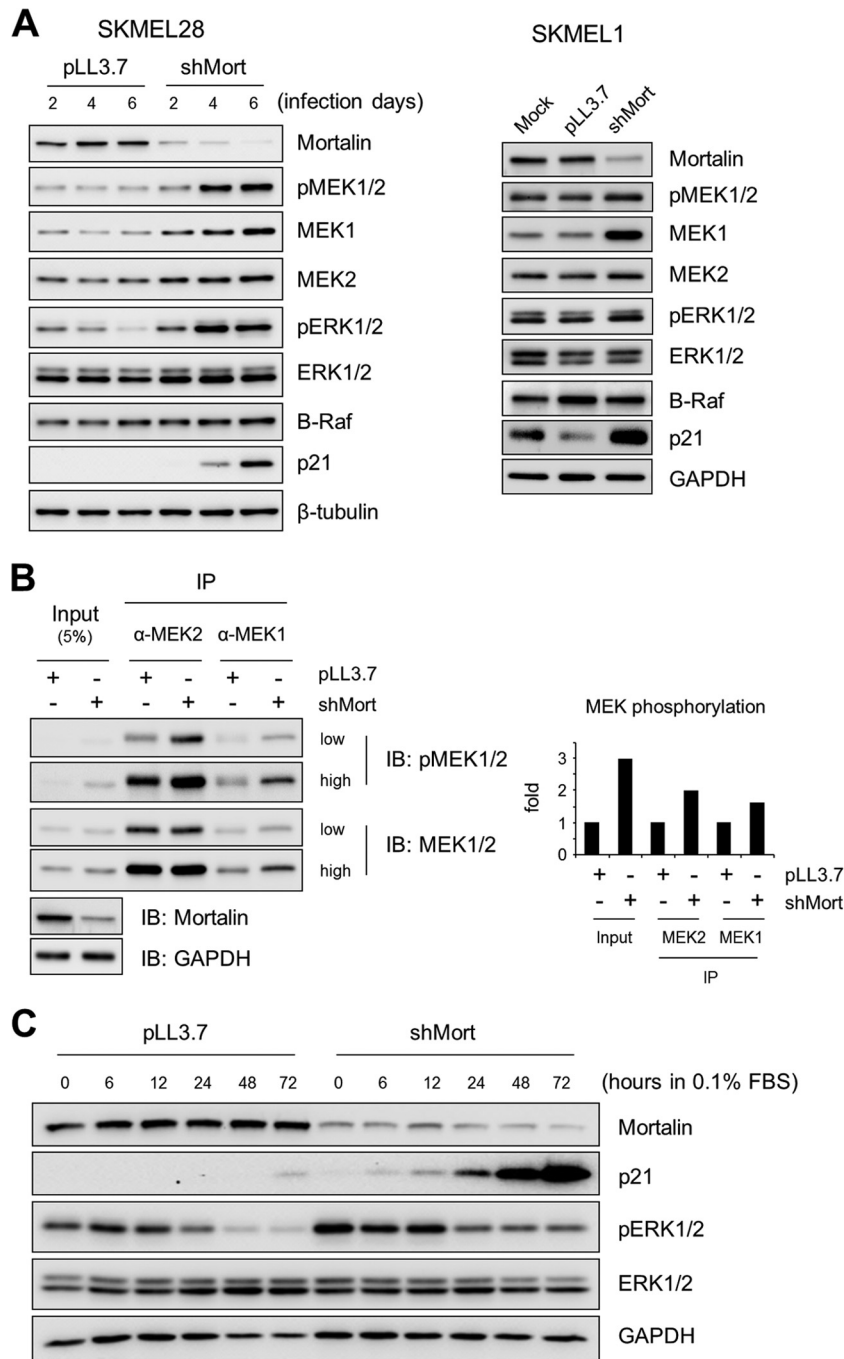 A
SKMEL28
pLL3.7 shMort
2 4 6 2 4 6 (infection days)
Mortalin
pMEK1/2
MEK1
MEK2
pERK1/2
ERK1/2
B-Raf
p21
β-tubulin
SKMEL1
Mock pLL3.7 shMort
Mortalin
pMEK1/2
MEK1
MEK2
pERK1/2
ERK1/2
B-Raf
p21
GAPDH
B
IP
Input
(5%)
α-MEK2 α-MEK1
+ - + - + - pLL3.7
- + - + - + shMort
low
high
IB: pMEK1/2
low
high
IB: MEK1/2
IB: Mortalin
IB: GAPDH
MEK phosphorylation
fold
3
2
1
0
+ - + - + - pLL3.7
- + - + - + shMort
Input MEK2 MEK1
IP
C
pLL3.7 shMort
0 6 12 24 48 72 0 6 12 24 48 72 (hours in 0.1% FBS)
Mortalin
p21
pERK1/2
ERK1/2
GAPDH